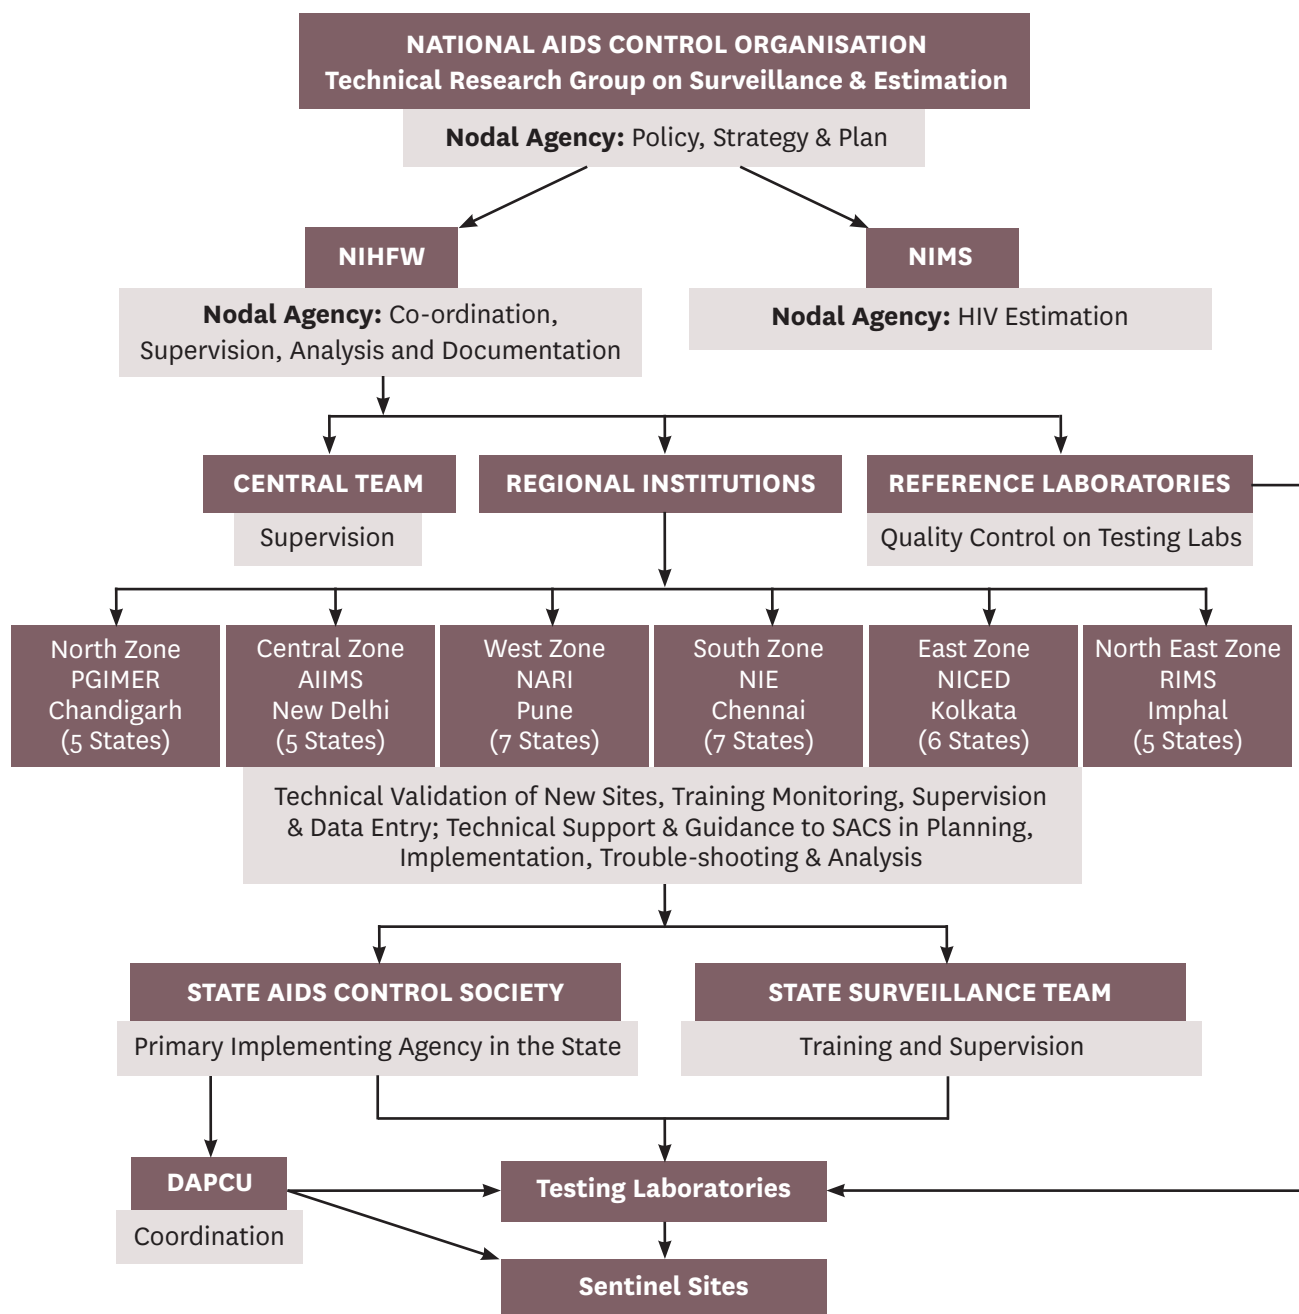 NATIONAL AIDS CONTROL ORGANISATION
Technical Research Group on Surveillance & Estimation
Nodal Agency: Policy, Strategy & Plan
NIHFW
Nodal Agency: Co-ordination,
Supervision, Analysis and Documentation
NIMS
Nodal Agency: HIV Estimation
CENTRAL TEAM
Supervision
REGIONAL INSTITUTIONS
REFERENCE LABORATORIES
Quality Control on Testing Labs
North Zone
PGIMER
Chandigarh
(5 States)
Central Zone
AIIMS
New Delhi
(5 States)
West Zone
NARI
Pune
(7 States)
South Zone
NIE
Chennai
(7 States)
East Zone
NICED
Kolkata
(6 States)
North East Zone
RIMS
Imphal
(5 States)
Technical Validation of New Sites, Training Monitoring, Supervision
& Data Entry; Technical Support & Guidance to SACS in Planning,
Implementation, Trouble-shooting & Analysis
STATE AIDS CONTROL SOCIETY
Primary Implementing Agency in the State
STATE SURVEILLANCE TEAM
Training and Supervision
DAPCU
Coordination
Testing Laboratories
Sentinel Sites